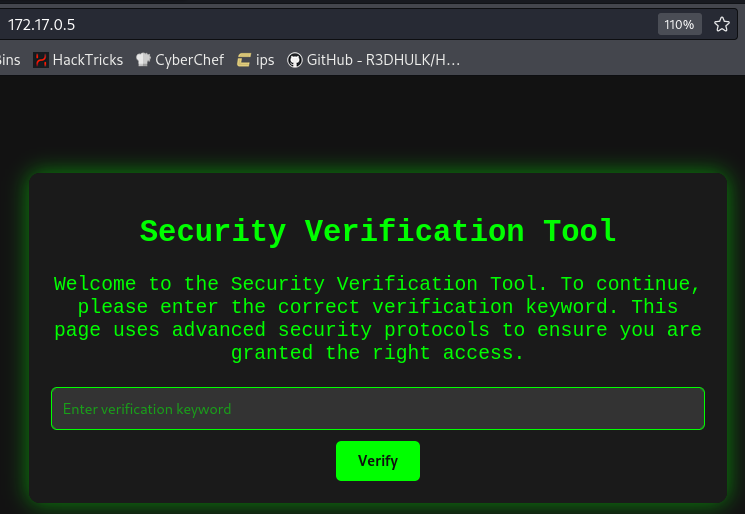 172.17.0.5 110%
Bins HackTricks CyberChef ips GitHub - R3DHULK/H…
Security Verification Tool
Welcome to the Security Verification Tool. To continue,
please enter the correct verification keyword. This
page uses advanced security protocols to ensure you are
granted the right access.
Enter verification keyword
Verify